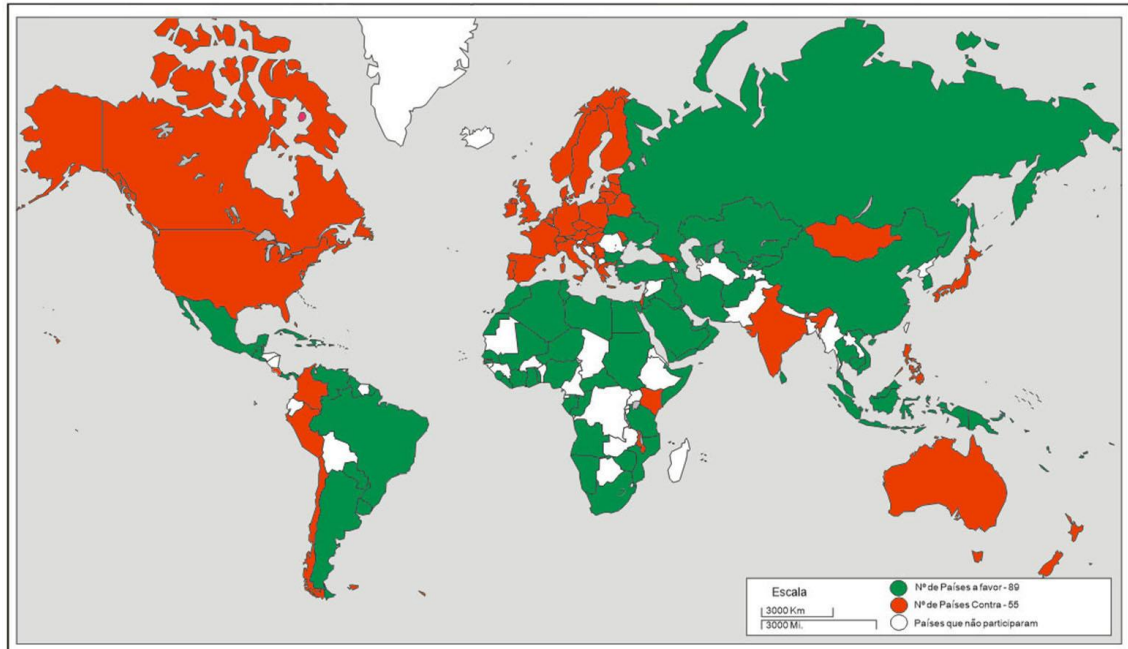 Escala
3000 Km
3000 Mi.
Nº de Países a favor - 89
Nº de Países Contra - 55
Países que não participaram